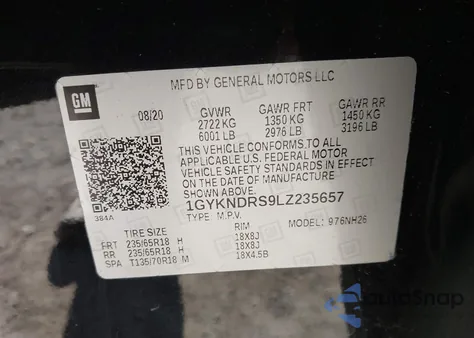 MFD BY GENERAL MOTORS LLC
GM
08/20 GVWR GAWR FRT GAWR RR
2722 KG 1350 KG 1450 KG
6001 LB 2976 LB 3196 LB
THIS VEHICLE CONFORMS TO ALL
APPLICABLE U.S. FEDERAL MOTOR
VEHICLE SAFETY STANDARDS IN EFFECT
ON THE DATE OF MANUFACTURE
SHOWN ABOVE.
384A
1GYKNDRS9LZ235657
TYPE: M.P.V. MODEL: 976NH26
TIRE SIZE RIM
FRT 235/65R18 H 18X8J
RR 235/65R18 H 18X8J
SPA T135/70R18 M 18X4.5B
autoSnap